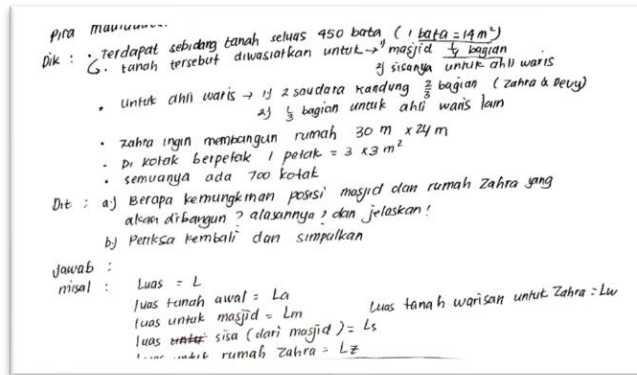 Pira
Dik : • Terdapat sebidang tanah seluas 450 bata ( 1 bata = 14 m²)
• tanah tersebut diwasiatkan untuk → 1) masjid 1/4 bagian
2) sisanya untuk ahli waris
• untuk ahli waris → 1) 2 saudara kandung 2/3 bagian ( Zahra & Devy)
2) 1/3 bagian untuk ahli waris lain
• zahra ingin membangun rumah 30 m x 24 m
• Di kotak berpetak 1 petak = 3 x 3 m²
• semuanya ada 700 kotak
Dit : a) Berapa kemungkinan posisi masjid dan rumah Zahra yang
akan dibangun ? alasannya ? dan jelaskan !
b) Periksa kembali dan simpulkan
Jawab :
misal : Luas = L
luas tanah awal = La
luas untuk masjid = Lm Luas tanah warisan untuk Zahra : Lw
luas untuk sisa (dari masjid) = Ls
rumah Zahra = Lz